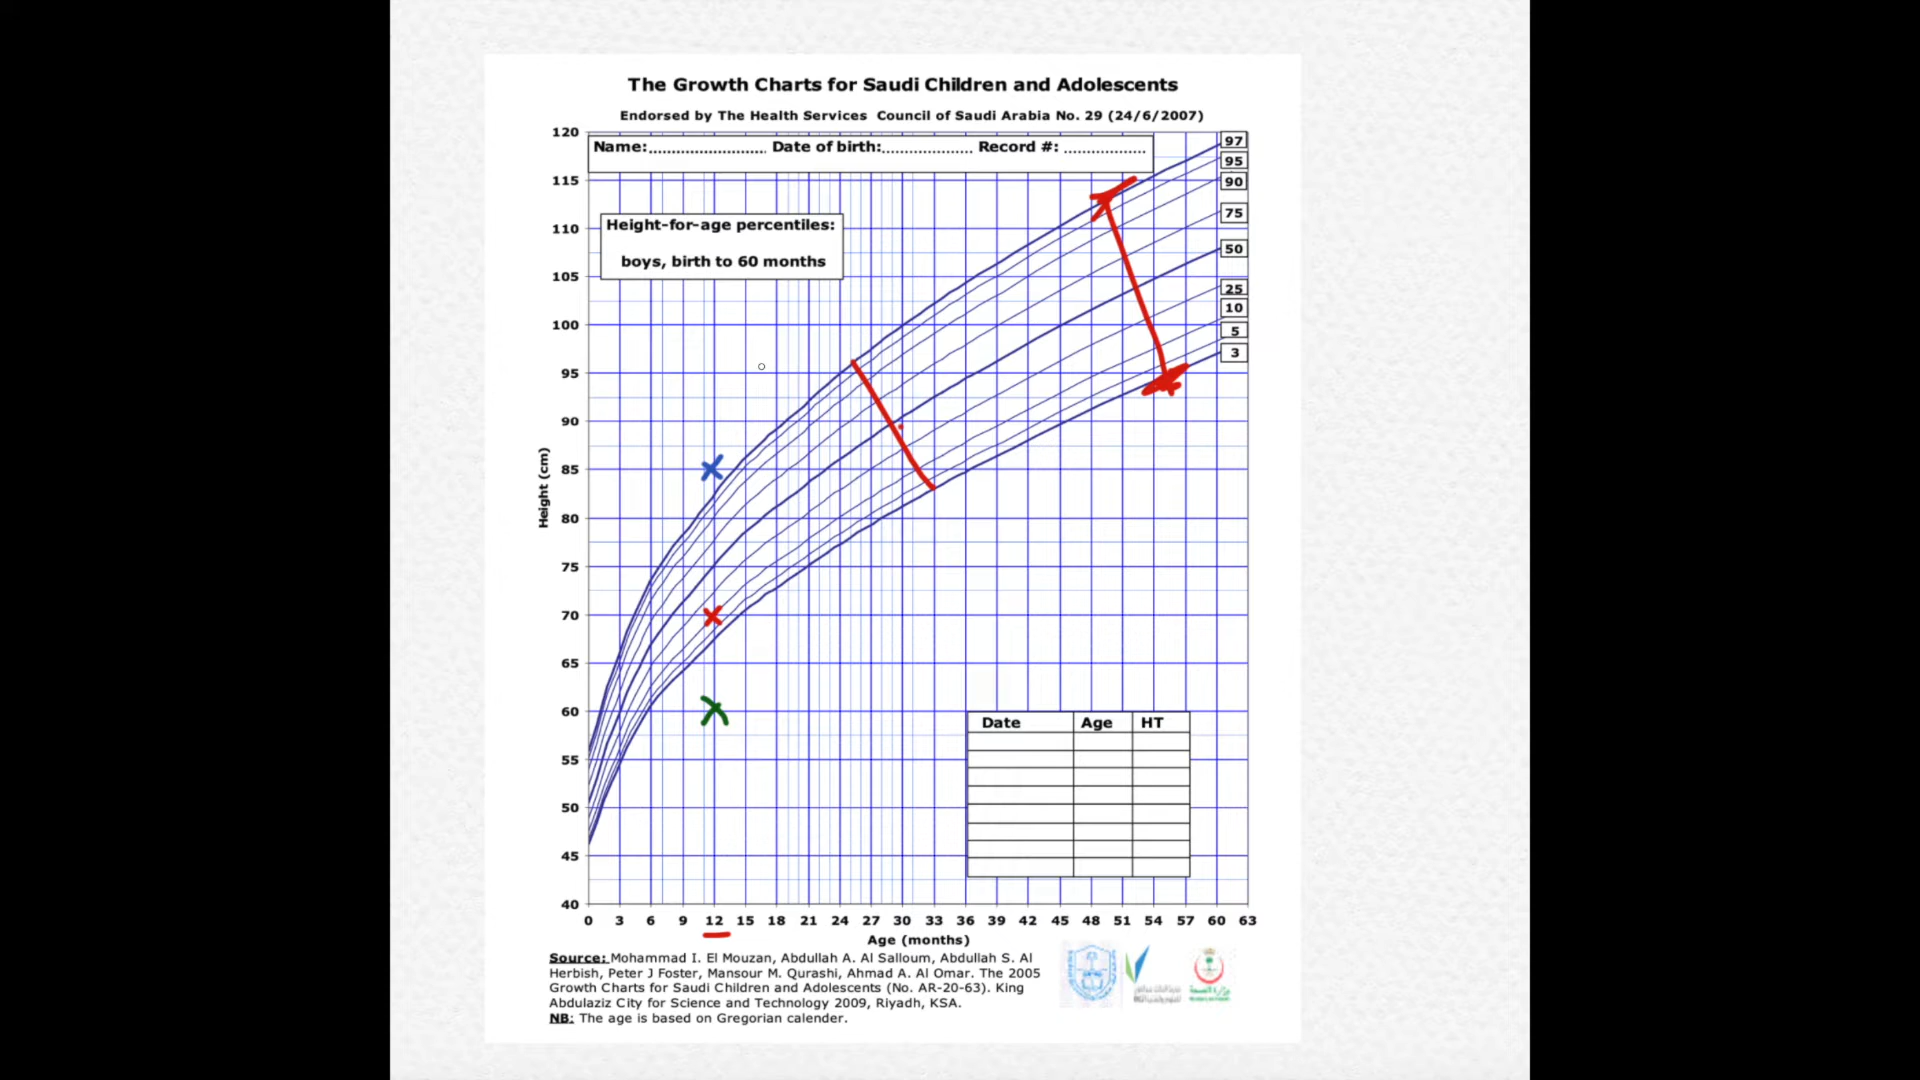 The Growth Charts for Saudi Children and Adolescents
Endorsed by The Health Services Council of Saudi Arabia No. 29 (24/6/2007)
Name:........................ Date of birth:................... Record #: .................
Height-for-age percentiles:
boys, birth to 60 months
120
115
110
105
100
95
90
85
80
75
70
65
60
55
50
45
40
Height (cm)
97
95
90
75
50
25
10
5
3
Date Age HT
0 3 6 9 12 15 18 21 24 27 30 33 36 39 42 45 48 51 54 57 60 63
Age (months)
Source: Mohammad I. El Mouzan, Abdullah A. Al Salloum, Abdullah S. Al
Herbish, Peter J Foster, Mansour M. Qurashi, Ahmad A. Al Omar. The 2005
Growth Charts for Saudi Children and Adolescents (No. AR-20-63). King
Abdulaziz City for Science and Technology 2009, Riyadh, KSA.
NB: The age is based on Gregorian calender.